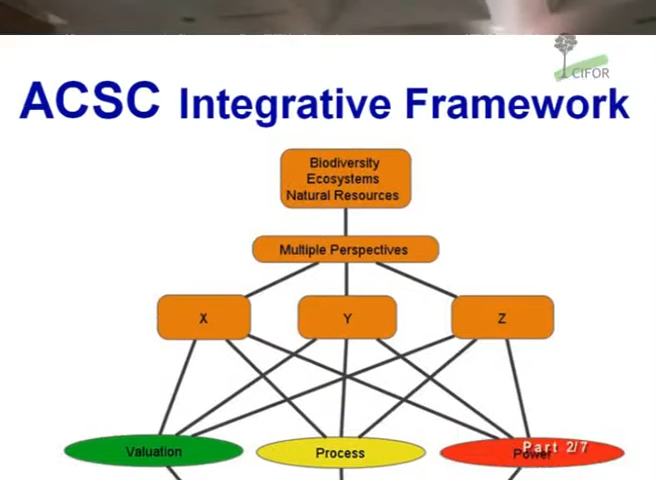 CIFOR
ACSC Integrative Framework
Biodiversity
Ecosystems
Natural Resources
Multiple Perspectives
X Y Z
Valuation Process Power
Part 2/7